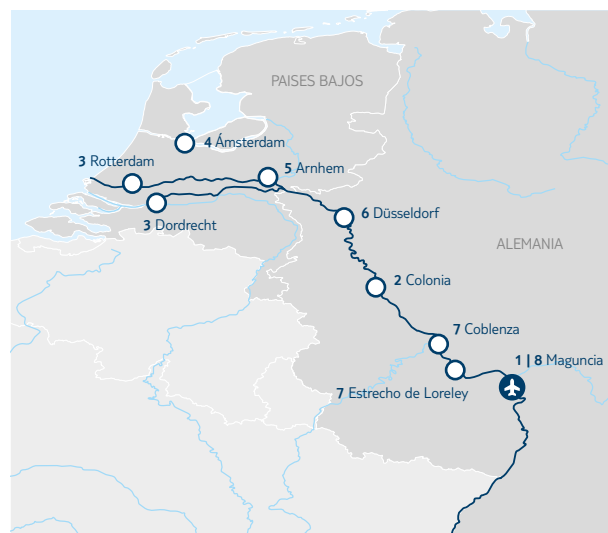 PAISES BAJOS
4 Ámsterdam
3 Rotterdam
5 Arnhem
3 Dordrecht
6 Düsseldorf
ALEMANIA
2 Colonia
7 Coblenza
1 | 8 Maguncia
7 Estrecho de Loreley